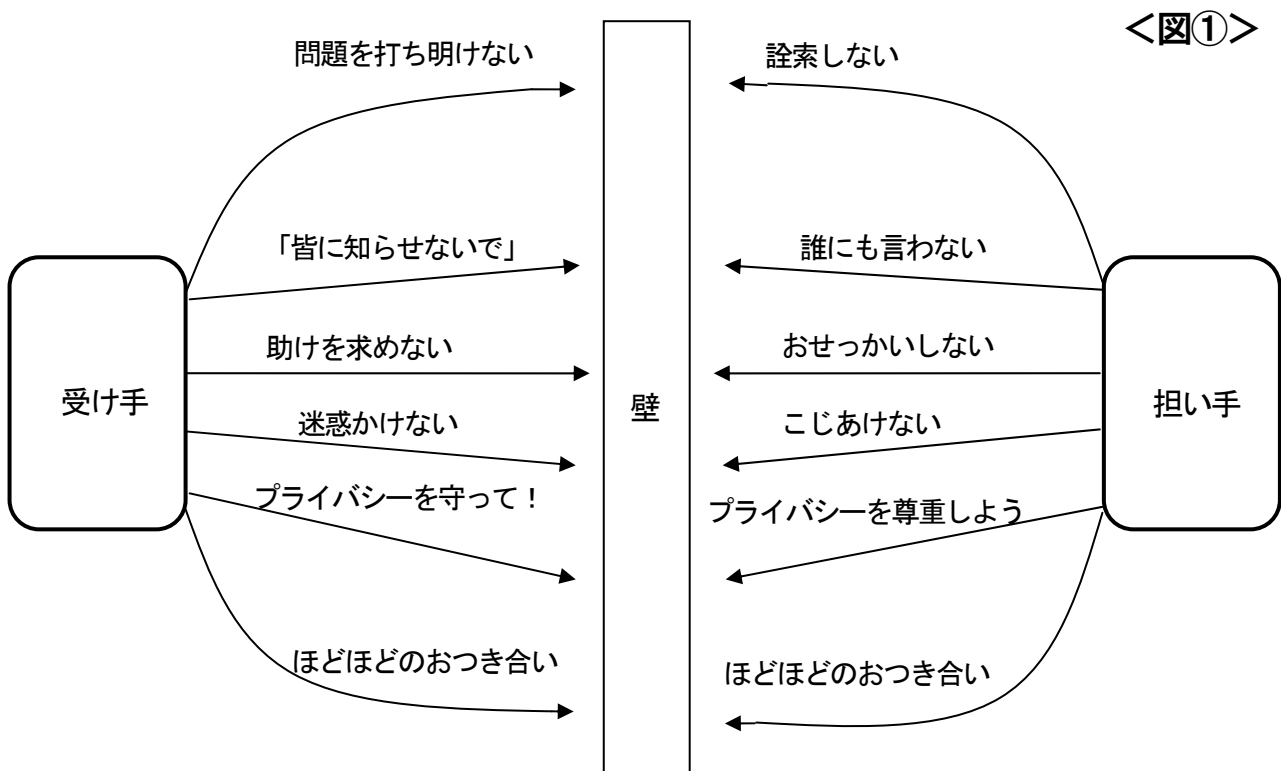 ＜図①＞
問題を打ち明けない
詮索しない
「皆に知らせないで」
誰にも言わない
助けを求めない
おせっかいしない
受け手
壁
担い手
迷惑かけない
こじあけない
プライバシーを守って！
プライバシーを尊重しよう
ほどほどのおつき合い
ほどほどのおつき合い